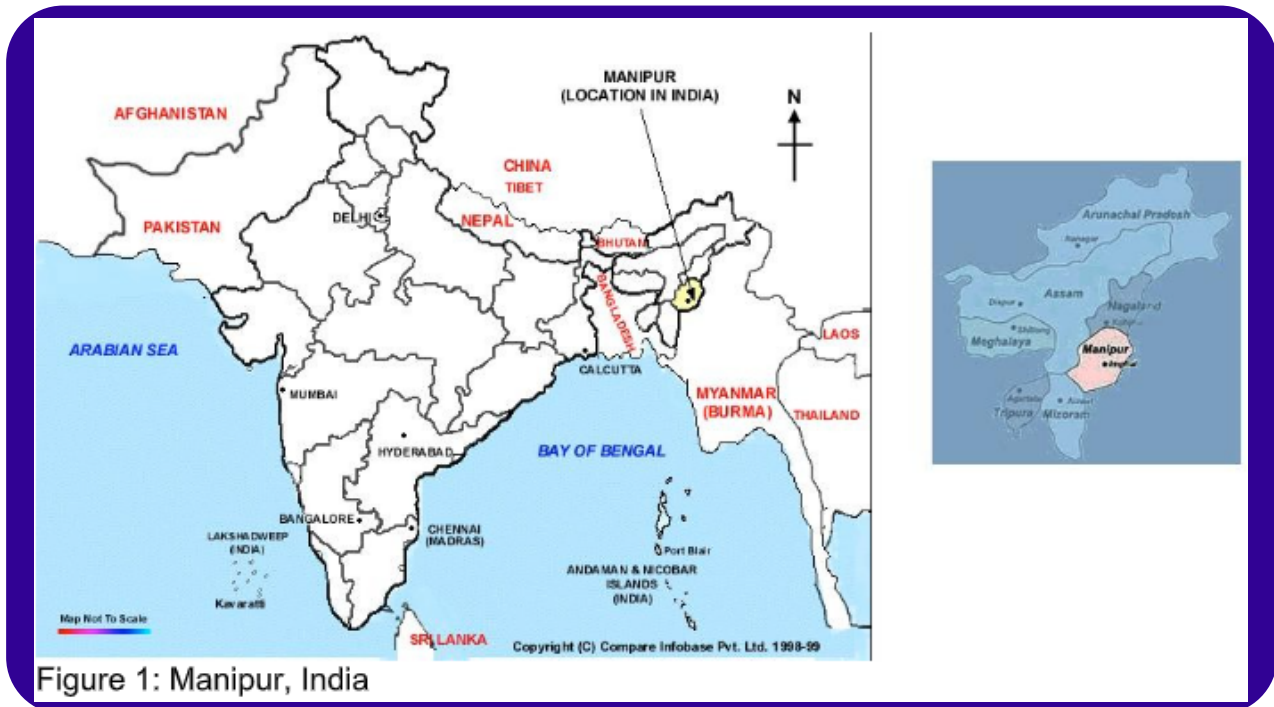 MANIPUR
(LOCATION IN INDIA)
N
AFGHANISTAN
CHINA
TIBET
DELHI
NEPAL
PAKISTAN
BHUTAN
BANGLADESH
LAOS
ARABIAN SEA
CALCUTTA
MUMBAI
MYANMAR
(BURMA)
THAILAND
HYDERABAD
BAY OF BENGAL
BANGALORE
CHENNAI
(MADRAS)
LAKSHADWEEP
(INDIA)
Kavaratti
Port Blair
ANDAMAN & NICOBAR
ISLANDS
(INDIA)
Map Not To Scale
SRI LANKA
Copyright (C) Compare Infobase Pvt. Ltd. 1998-99
Arunachal Pradesh
Assam
Nagaland
Dispur
Shillong
Meghalaya
Manipur
Tripura
Mizoram
Figure 1: Manipur, India